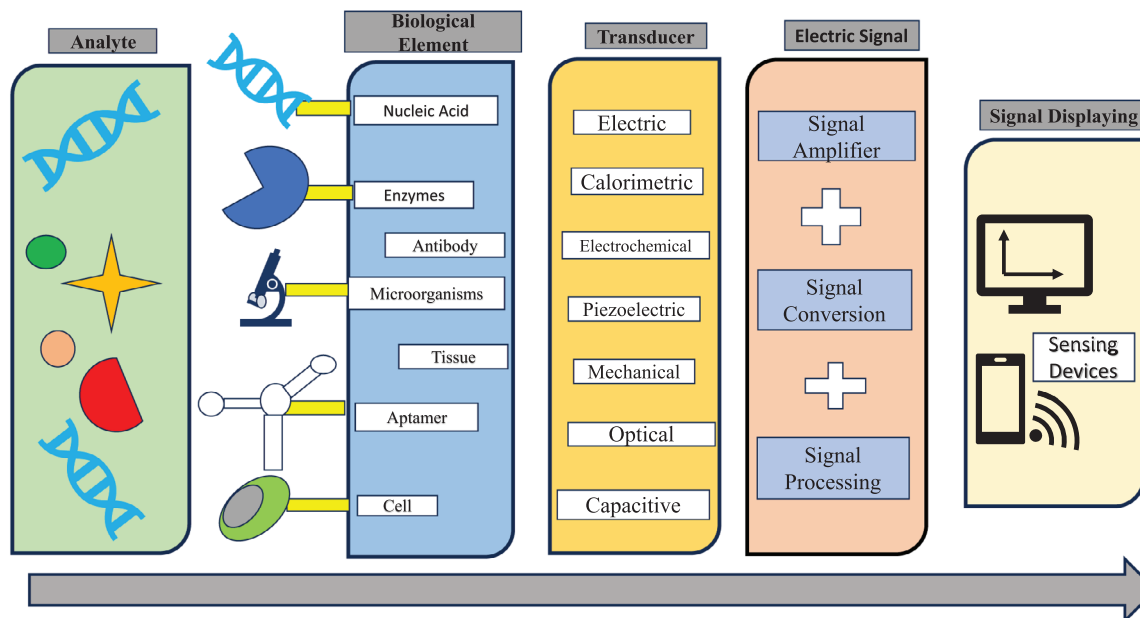 Analyte
Biological
Element
Nucleic Acid
Enzymes
Antibody
Microorganisms
Tissue
Aptamer
Cell
Transducer
Electric
Calorimetric
Electrochemical
Piezoelectric
Mechanical
Optical
Capacitive
Electric Signal
Signal
Amplifier
Signal
Conversion
Signal
Processing
Signal Displaying
Sensing
Devices